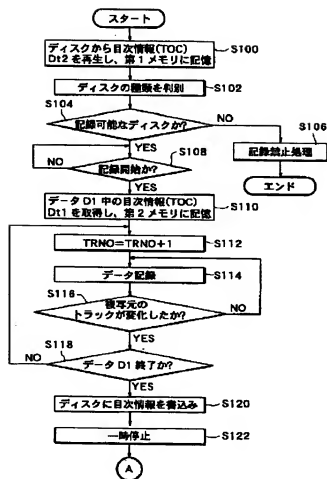 スタート
ディスクから目次情報(TOC)
Dt2を再生し、第1メモリに記憶
S100
ディスクの種類を判別
S102
S104
記録可能なディスクか?
NO
YES
S106
記録禁止処理
エンド
S108
記録開始か?
NO
YES
データD1中の目次情報(TOC)
Dt1を取得し、第2メモリに記憶
S110
TRNO=TRNO+1
S112
データ記録
S114
S116
複写元の
トラックが変化したか?
NO
YES
S118
NO
データD1終了か?
YES
ディスクに目次情報を書込み
S120
一時停止
S122
A